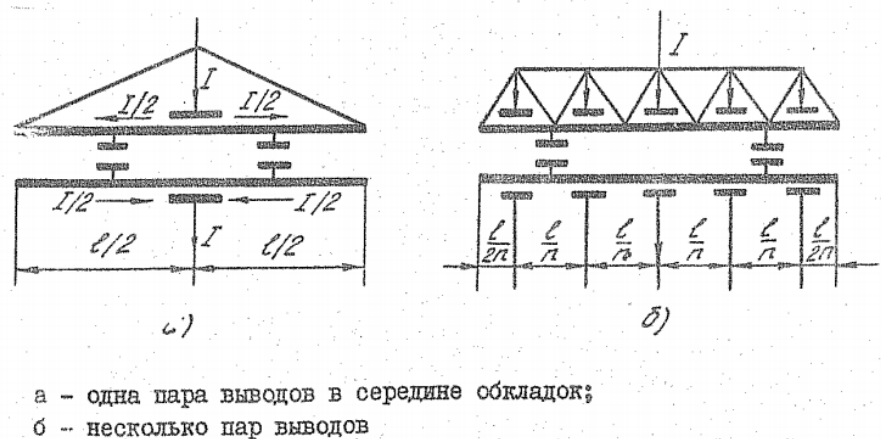 I I
I/2 I/2
I/2 I/2
I
ℓ/2 ℓ/2
ℓ/2n ℓ/n ℓ/n ℓ/n ℓ/n ℓ/2n
а) б)
а - одна пара выводов в середине обкладок;
б - несколько пар выводов